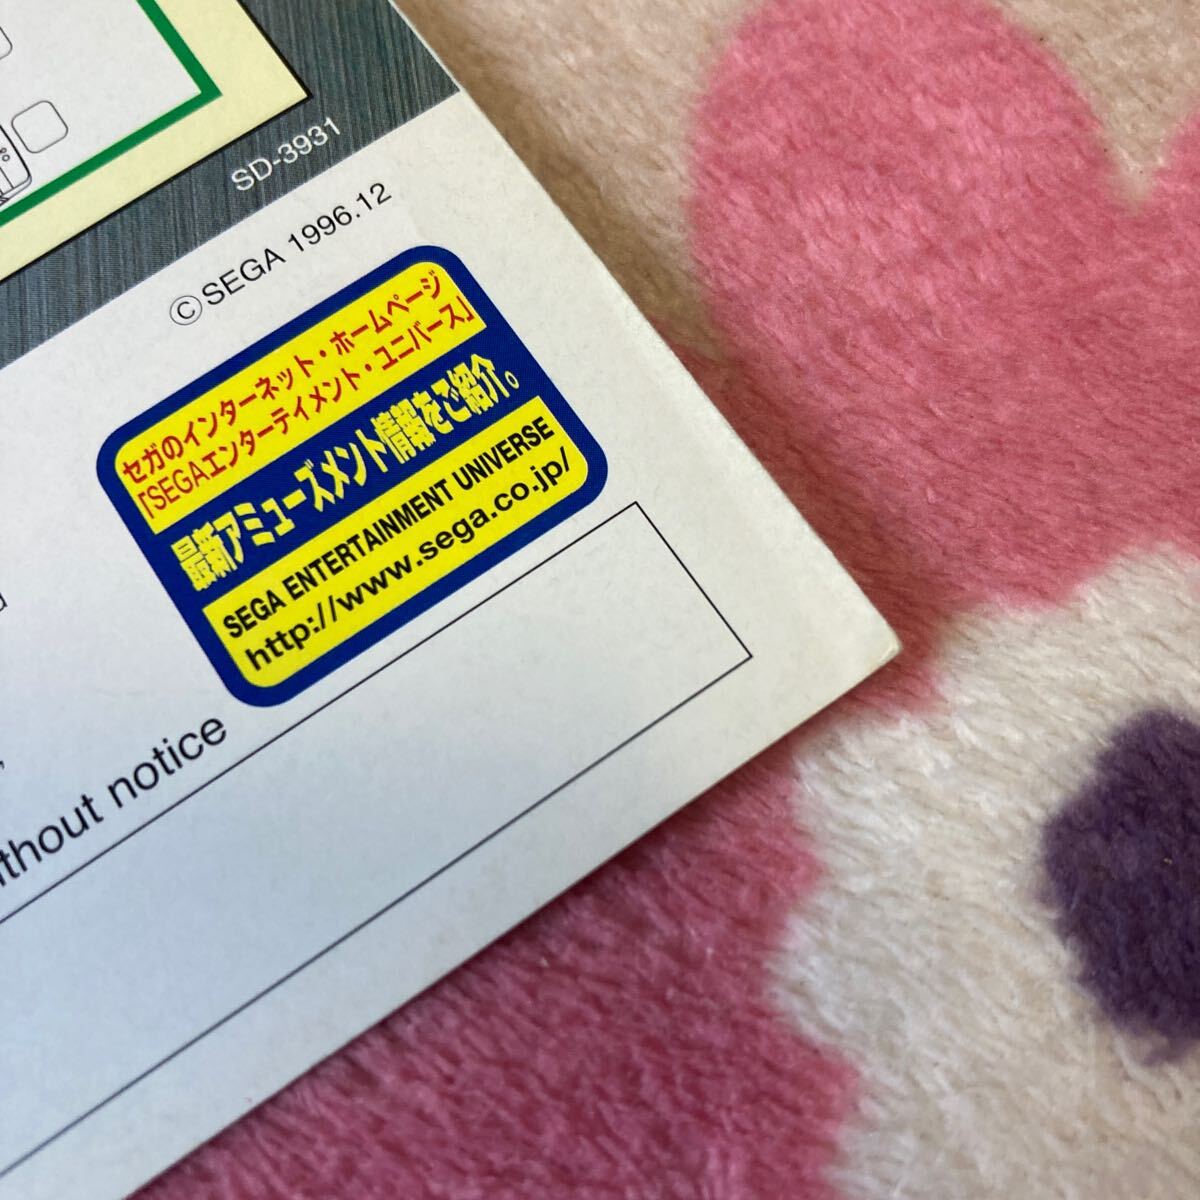 SD-3931
©SEGA 1996.12
セガのインターネット・ホームページ
「SEGAエンターテイメント・ユニバース」
最新アミューズメント情報をご紹介。
SEGA ENTERTAINMENT UNIVERSE
http://www.sega.co.jp/
notice